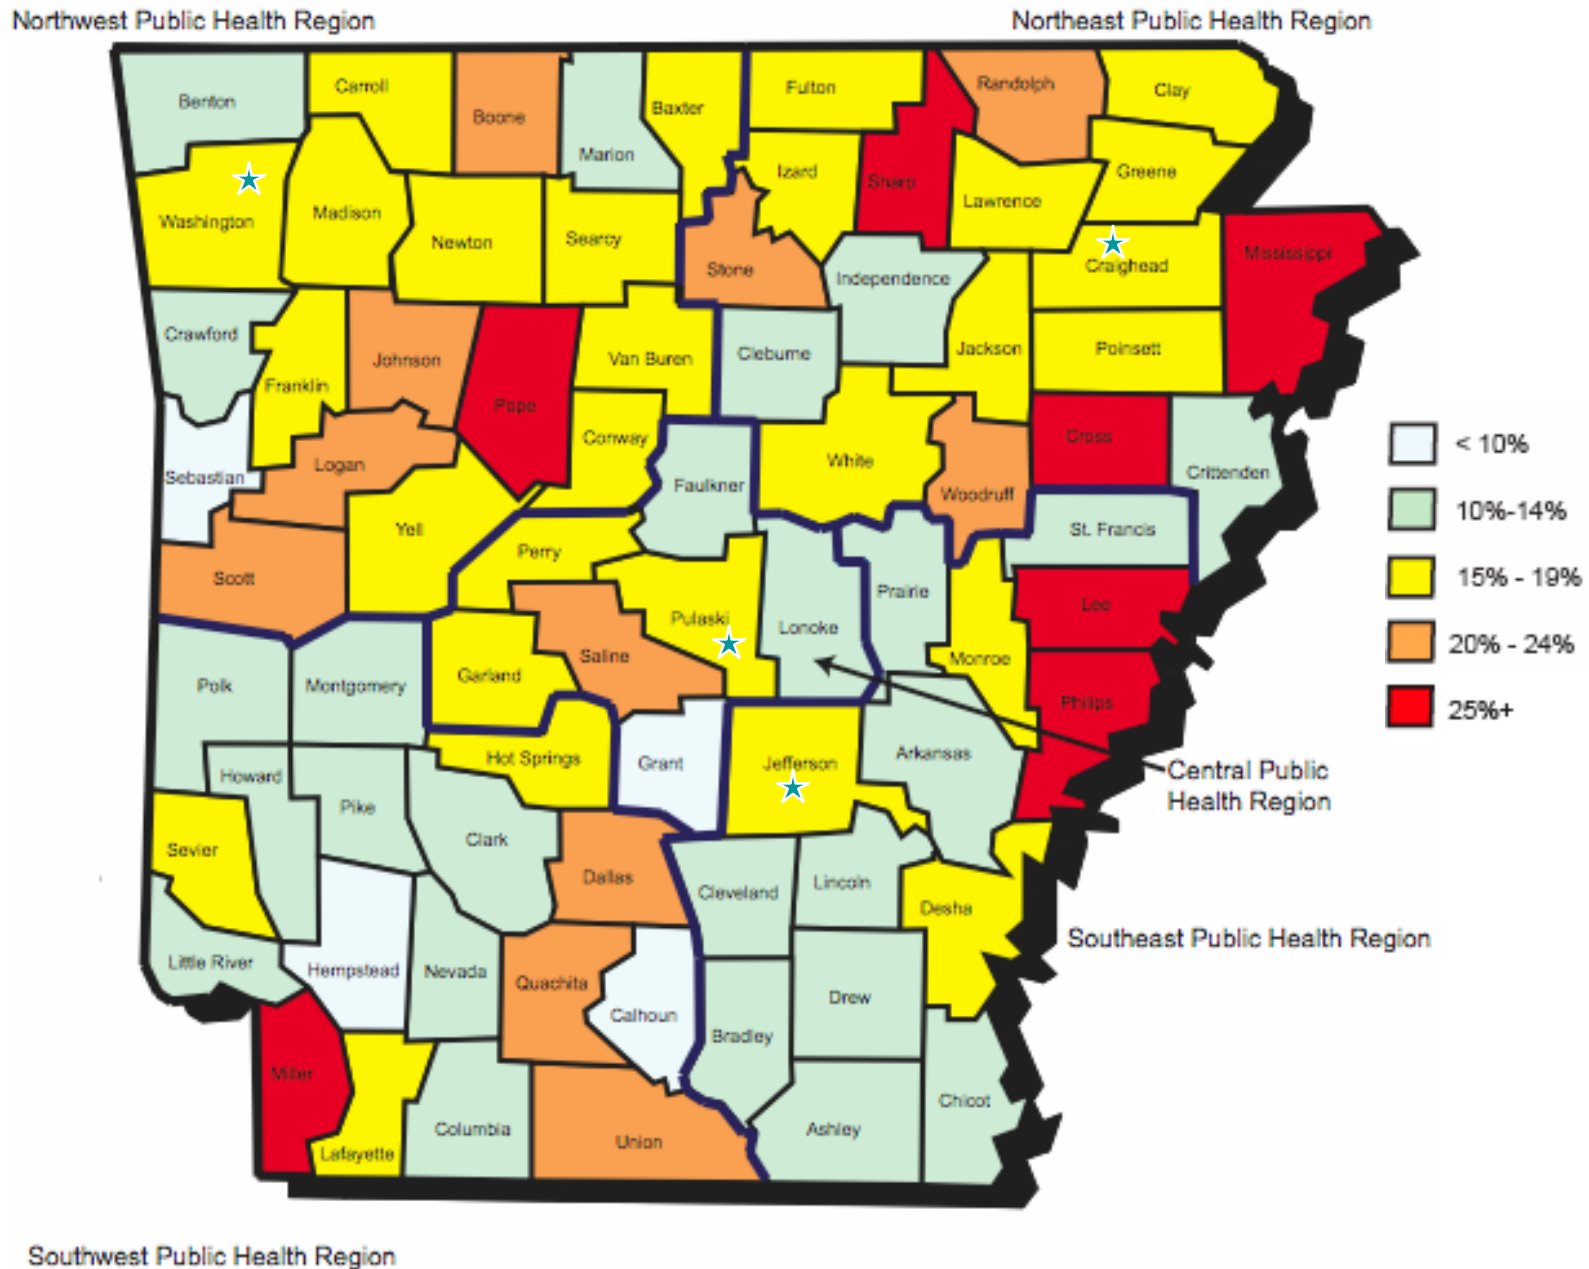 Northwest Public Health Region
Northeast Public Health Region
Benton
Carroll
Boone
Marion
Baxter
Fulton
Sharp
Randolph
Clay
Izard
Greene
Washington
Madison
Newton
Searcy
Stone
Independence
Lawrence
Craighead
Mississippi
Crawford
Franklin
Johnson
Pope
Van Buren
Cleburne
Jackson
Poinsett
Sebastian
Logan
Conway
Faulkner
White
Woodruff
Cross
Crittenden
< 10%
10%-14%
15% - 19%
20% - 24%
25%+
Scott
Yell
Perry
Pulaski
Lonoke
Prairie
St. Francis
Lee
Monroe
Philips
Polk
Montgomery
Garland
Saline
Hot Springs
Grant
Jefferson
Arkansas
Central Public
Health Region
Howard
Pike
Clark
Sevier
Dallas
Cleveland
Lincoln
Desha
Southeast Public Health Region
Little River
Hempstead
Nevada
Quachita
Calhoun
Bradley
Drew
Miller
Lafayette
Columbia
Union
Ashley
Chicot
Southwest Public Health Region